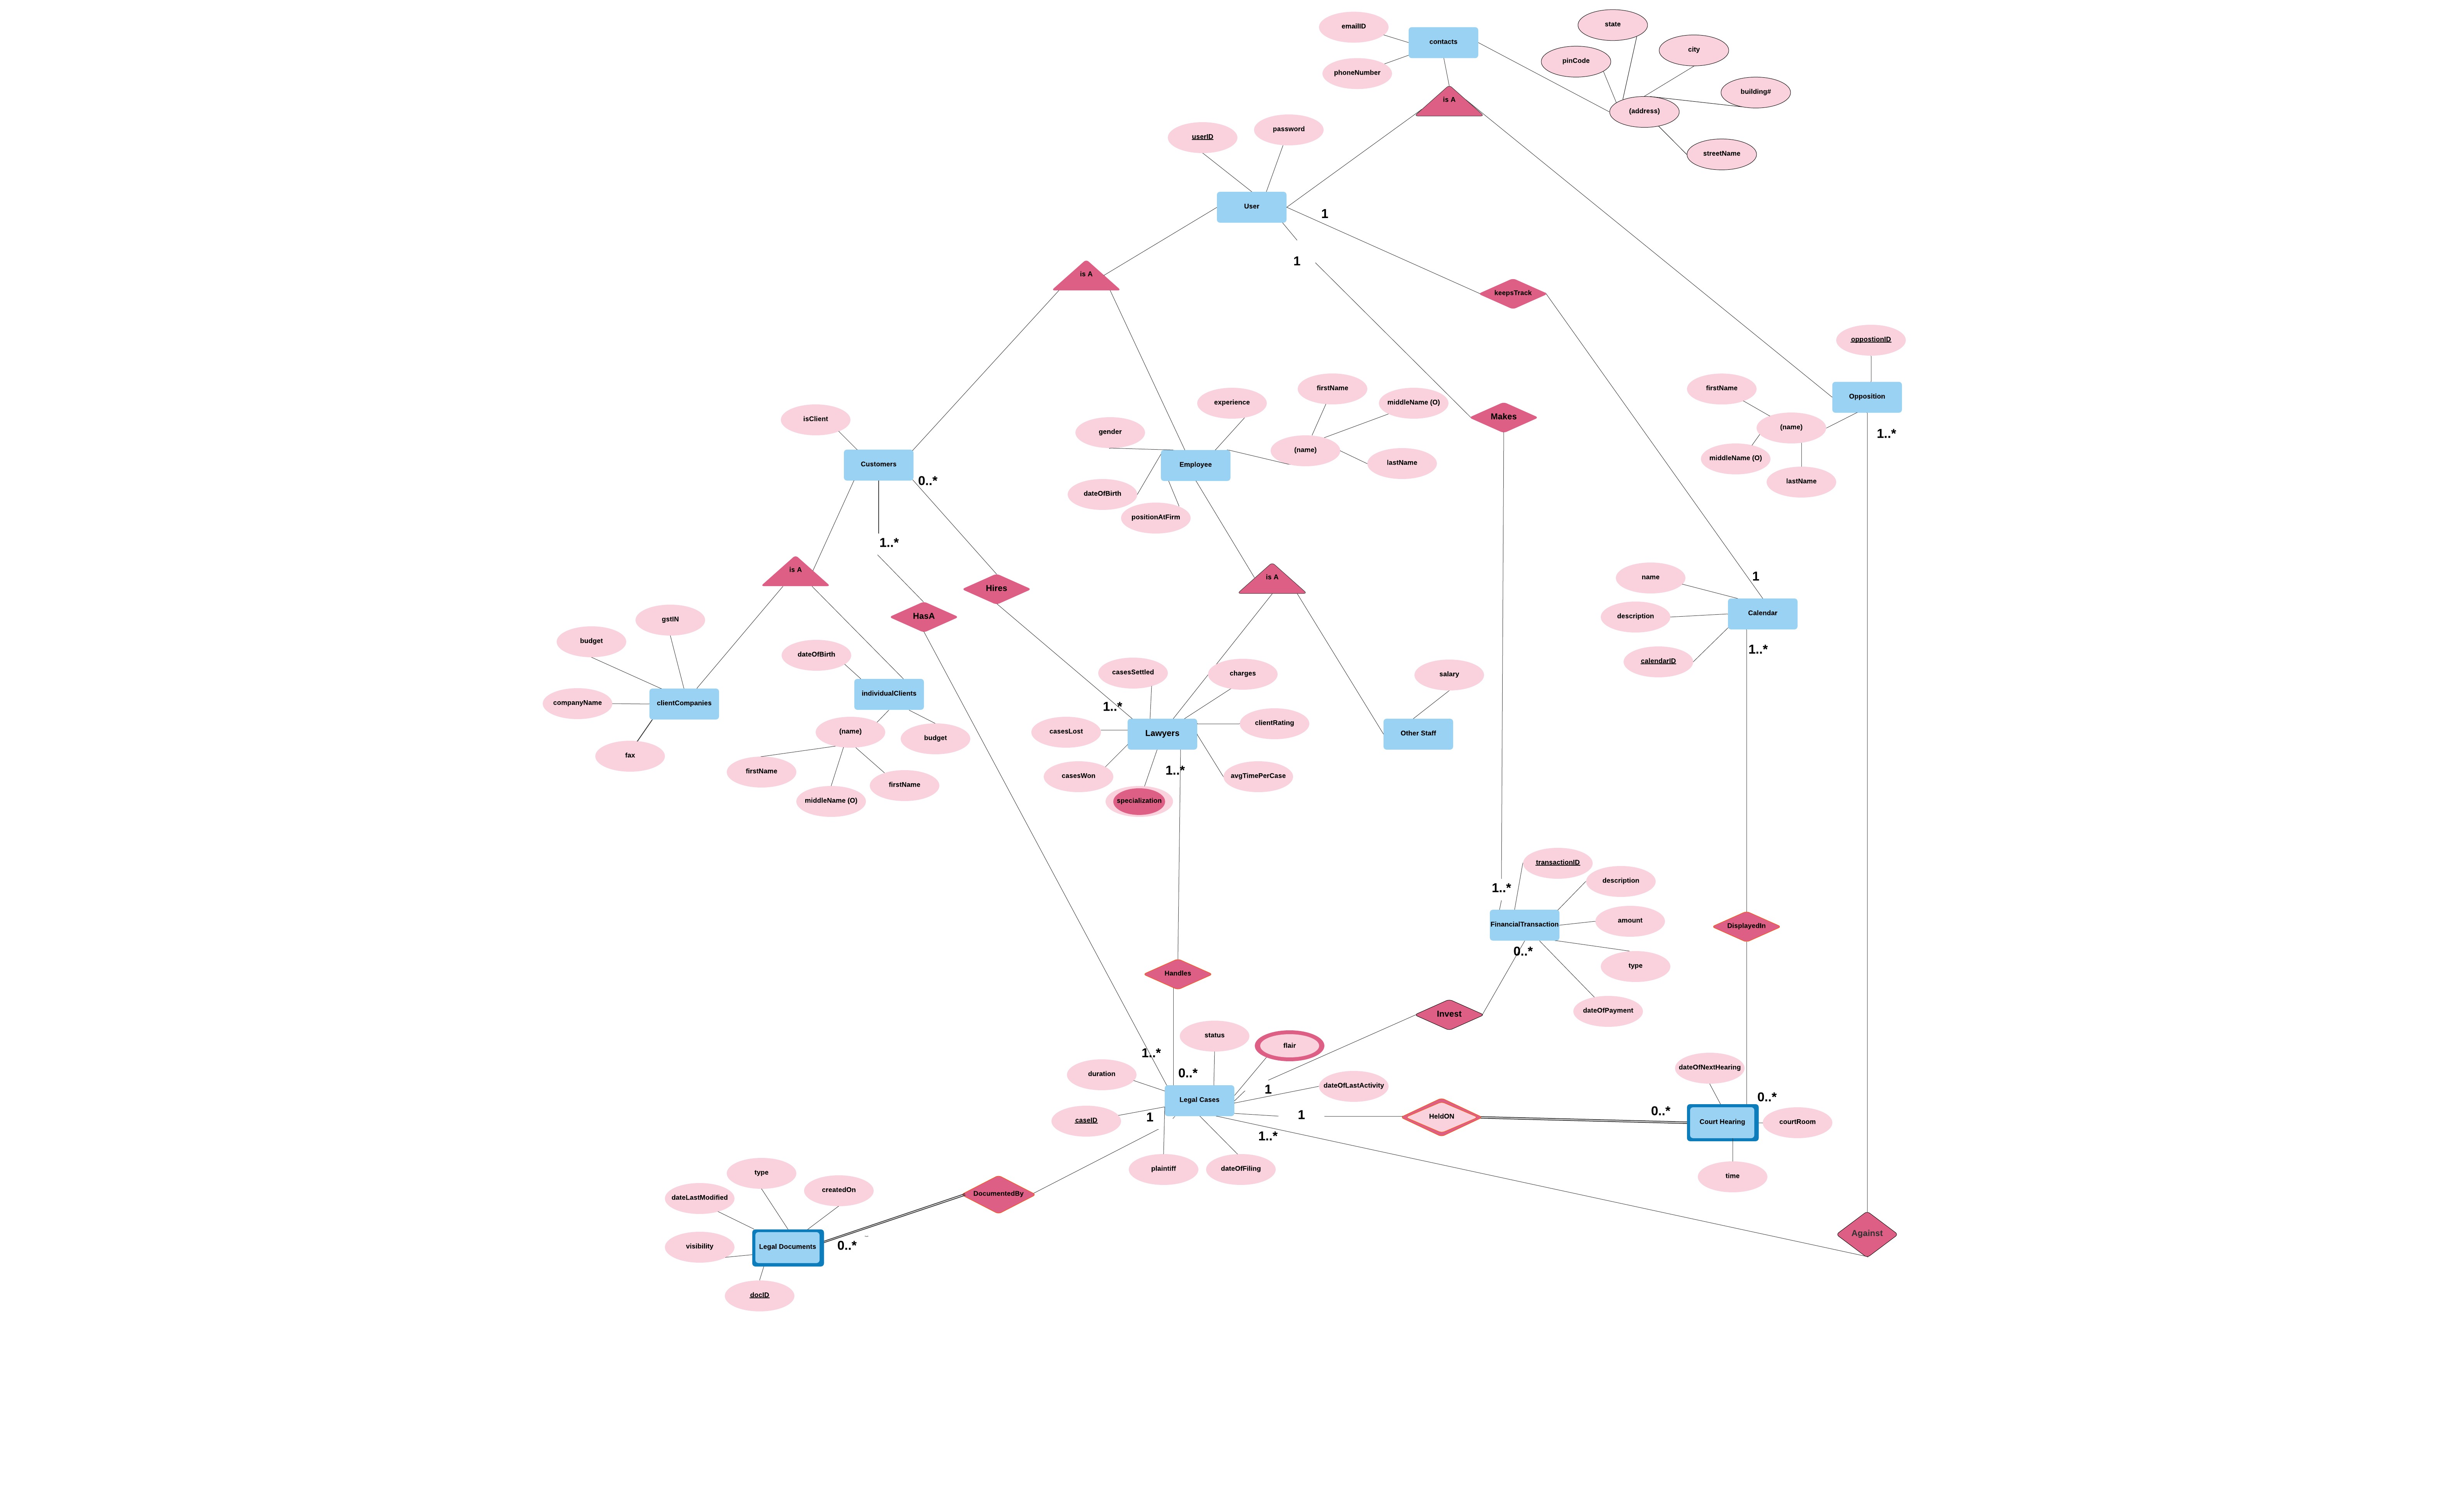 emailID
contacts
state
city
pinCode
phoneNumber
building#
is A
(address)
userID
password
streetName
User
1
1
is A
keepsTrack
oppostionID
firstName
middleName (O)
experience
firstName
Opposition
isClient
Makes
gender
(name)
1..*
(name)
middleName (O)
lastName
Customers
Employee
lastName
0..*
dateOfBirth
positionAtFirm
1..*
is A
is A
name
1
Hires
HasA
description
Calendar
gstIN
budget
1..*
dateOfBirth
calendarID
casesSettled
charges
salary
individualClients
companyName
clientCompanies
1..*
clientRating
(name)
budget
casesLost
Lawyers
Other Staff
fax
firstName
1..*
casesWon
avgTimePerCase
firstName
middleName (O)
specialization
transactionID
1..*
description
amount
FinancialTransaction
DisplayedIn
0..*
type
Handles
dateOfPayment
Invest
status
flair
1..*
dateOfNextHearing
duration
0..*
dateOfLastActivity
1
0..*
Legal Cases
caseID
1
1
HeldON
0..*
Court Hearing
courtRoom
1..*
plaintiff
dateOfFiling
type
time
createdOn
dateLastModified
DocumentedBy
Against
visibility
Legal Documents
0..*
docID